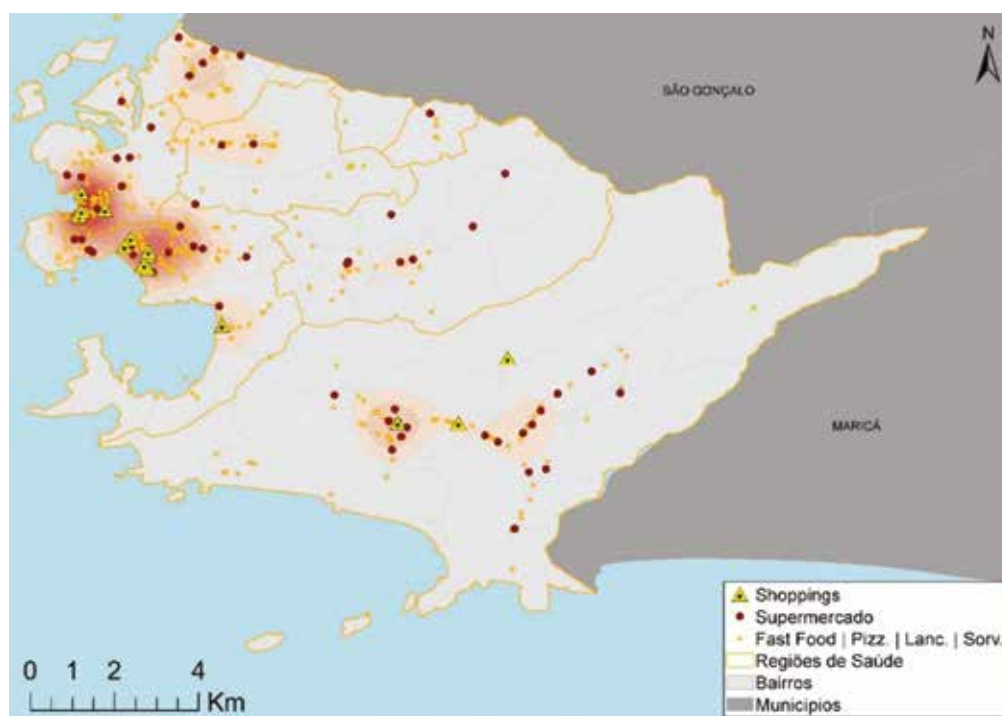 N
SÃO GONÇALO
MARICÁ
Shoppings
Supermercado
Fast Food | Pizz. | Lanc. | Sorv.
Regiões de Saúde
Bairros
Municipios
0 1 2 4
Km